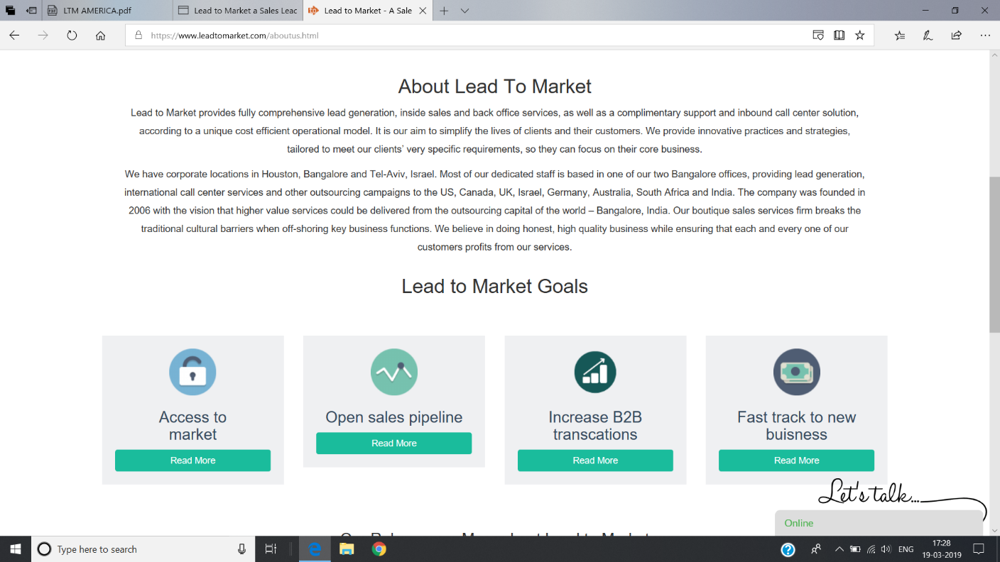 LTM AMERICA.pdf
Lead to Market a Sales Leac
Lead to Market - A Sale
https://www.leadtomarket.com/aboutus.html
About Lead To Market
Lead to Market provides fully comprehensive lead generation, inside sales and back office services, as well as a complimentary support and inbound call center solution,
according to a unique cost efficient operational model. It is our aim to simplify the lives of clients and their customers. We provide innovative practices and strategies,
tailored to meet our clients' very specific requirements, so they can focus on their core business.
We have corporate locations in Houston, Bangalore and Tel-Aviv, Israel. Most of our dedicated staff is based in one of our two Bangalore offices, providing lead generation,
international call center services and other outsourcing campaigns to the US, Canada, UK, Israel, Germany, Australia, South Africa and India. The company was founded in
2006 with the vision that higher value services could be delivered from the outsourcing capital of the world – Bangalore, India. Our boutique sales services firm breaks the
traditional cultural barriers when off-shoring key business functions. We believe in doing honest, high quality business while ensuring that each and every one of our
customers profits from our services.
Lead to Market Goals
Access to
market
Read More
Open sales pipeline
Read More
Increase B2B
transcations
Read More
Fast track to new
buisness
Read More
Let's talk...
Online
Type here to search
ENG
17:28
19-03-2019